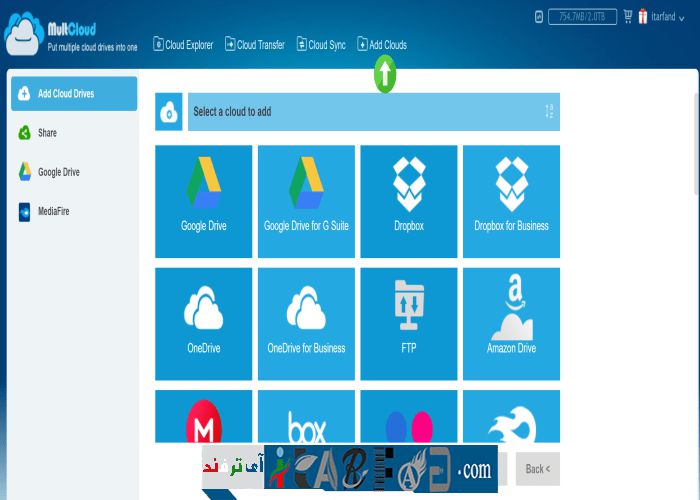 MultCloud
Put multiple cloud drives into one
Cloud Explorer
Cloud Transfer
Cloud Sync
Add Clouds
754.7MB/2.0TB
itarfand
Add Cloud Drives
Share
Google Drive
MediaFire
Select a cloud to add
Google Drive
Google Drive for G Suite
Dropbox
Dropbox for Business
OneDrive
OneDrive for Business
FTP
Amazon Drive
M
box
آی ترفند
iTARFAND.com
Back <